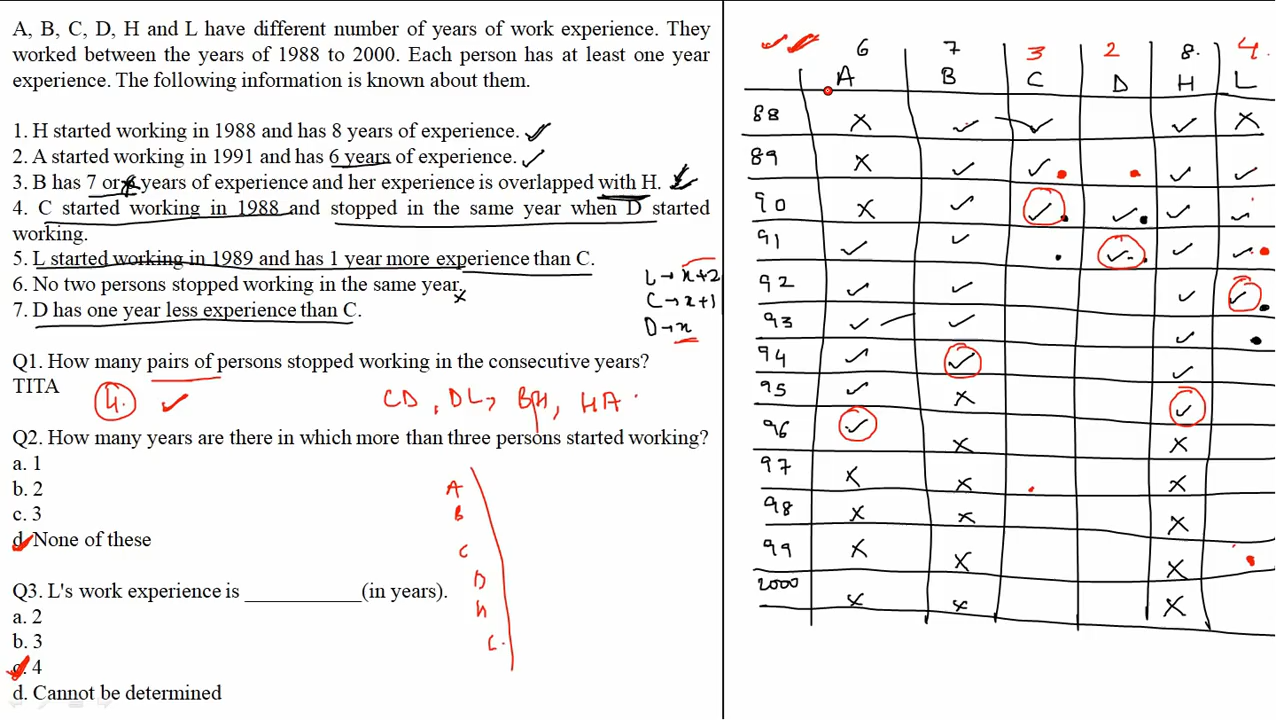 A, B, C, D, H and L have different number of years of work experience. They
worked between the years of 1988 to 2000. Each person has at least one year
experience. The following information is known about them.
1. H started working in 1988 and has 8 years of experience.
2. A started working in 1991 and has 6 years of experience.
3. B has 7 or years of experience and her experience is overlapped with H.
4. C started working in 1988 and stopped in the same year when D started
working.
5. L started working in 1989 and has 1 year more experience than C.
6. No two persons stopped working in the same year.
7. D has one year less experience than C.
L → x+2
C → x+1
D → x
Q1. How many pairs of persons stopped working in the consecutive years?
TITA
4.
CD, DL, BH, HA
Q2. How many years are there in which more than three persons started working?
a. 1
b. 2
c. 3
d. None of these
A
B
C
D
H
L
Q3. L's work experience is ___________(in years).
a. 2
b. 3
c. 4
d. Cannot be determined
6 7 3 2 8. 4.
A B C D H L
88
89
90
91
92
93
94
95
96
97
98
99
2000